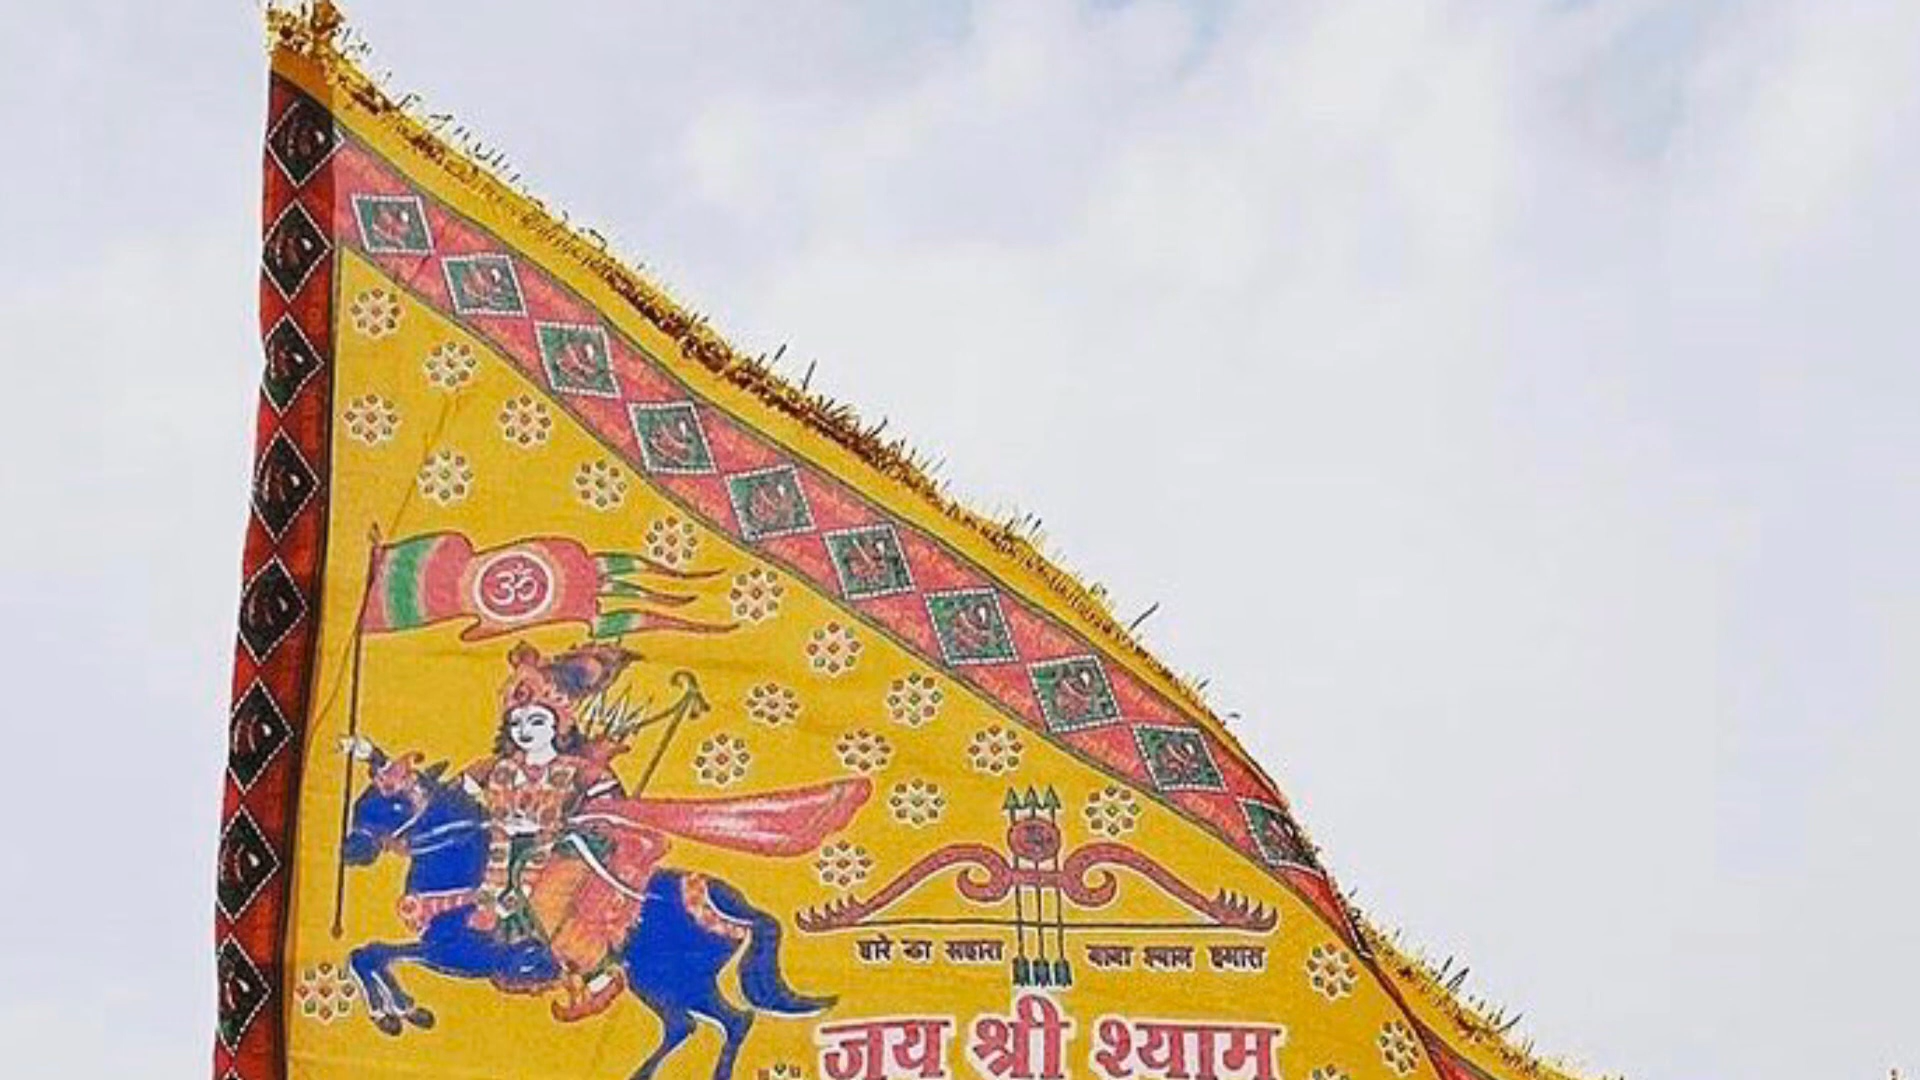 ॐ
हारे का सहारा बाबा श्याम हमारा
जय श्री श्याम